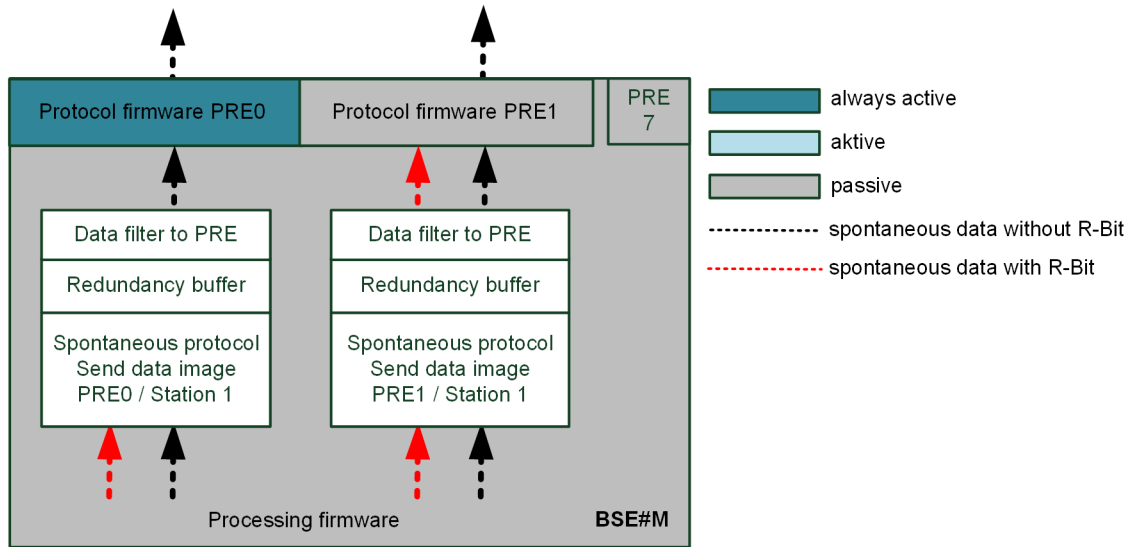 Protocol firmware PRE0
Protocol firmware PRE1
PRE
7
always active
aktive
passive
spontaneous data without R-Bit
spontaneous data with R-Bit
Data filter to PRE
Redundancy buffer
Spontaneous protocol
Send data image
PRE0 / Station 1
Data filter to PRE
Redundancy buffer
Spontaneous protocol
Send data image
PRE1 / Station 1
Processing firmware
BSE#M